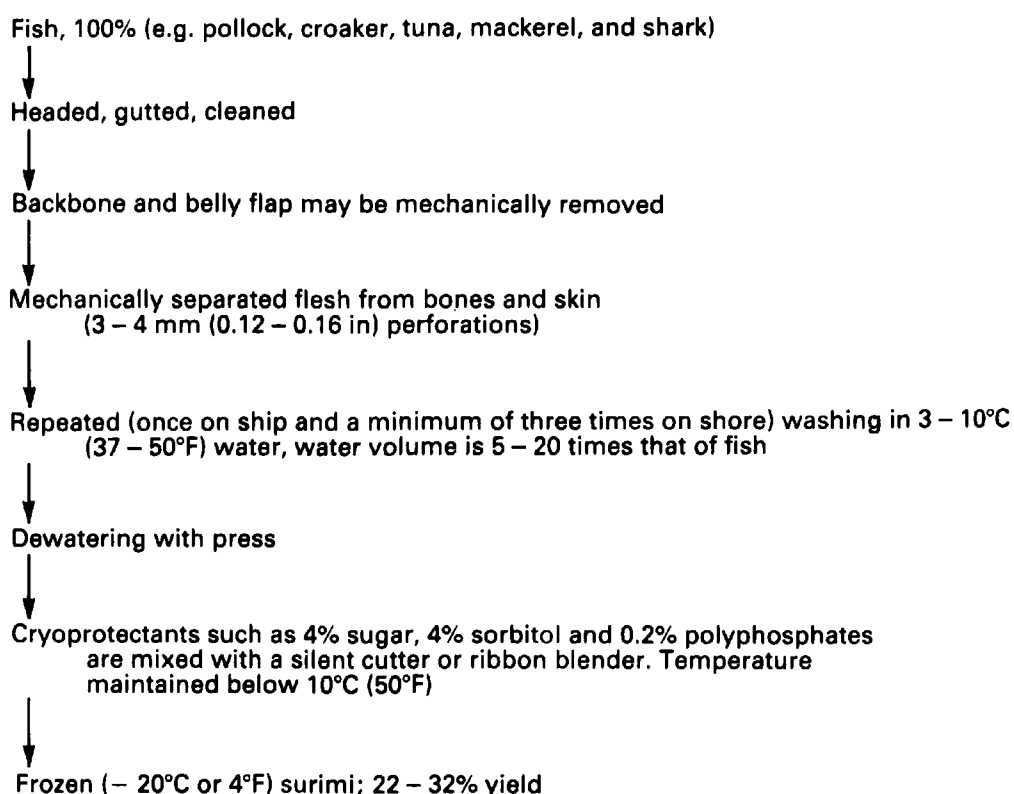 Fish, 100% (e.g. pollock, croaker, tuna, mackerel, and shark)
Headed, gutted, cleaned
Backbone and belly flap may be mechanically removed
Mechanically separated flesh from bones and skin
(3 – 4 mm (0.12 – 0.16 in) perforations)
Repeated (once on ship and a minimum of three times on shore) washing in 3 – 10°C
(37 – 50°F) water, water volume is 5 – 20 times that of fish
Dewatering with press
Cryoprotectants such as 4% sugar, 4% sorbitol and 0.2% polyphosphates
are mixed with a silent cutter or ribbon blender. Temperature
maintained below 10°C (50°F)
Frozen (– 20°C or 4°F) surimi; 22 – 32% yield